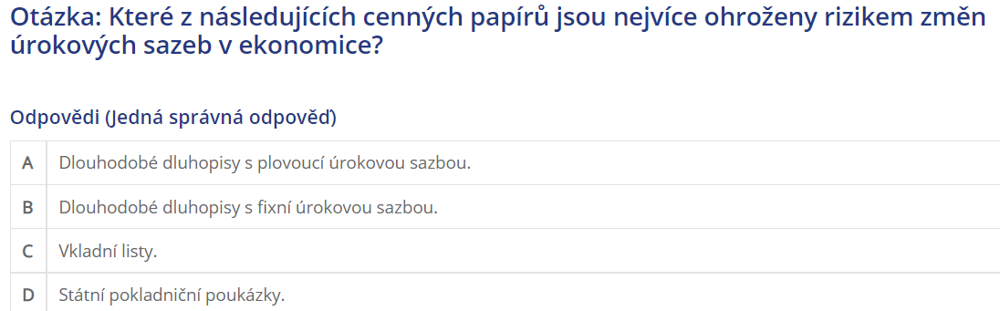 Otázka: Které z následujících cenných papírů jsou nejvíce ohroženy rizikem změn
úrokových sazeb v ekonomice?
Odpovědi (Jedná správná odpověď)
A Dlouhodobé dluhopisy s plovoucí úrokovou sazbou.
B Dlouhodobé dluhopisy s fixní úrokovou sazbou.
C Vkladní listy.
D Státní pokladniční poukázky.